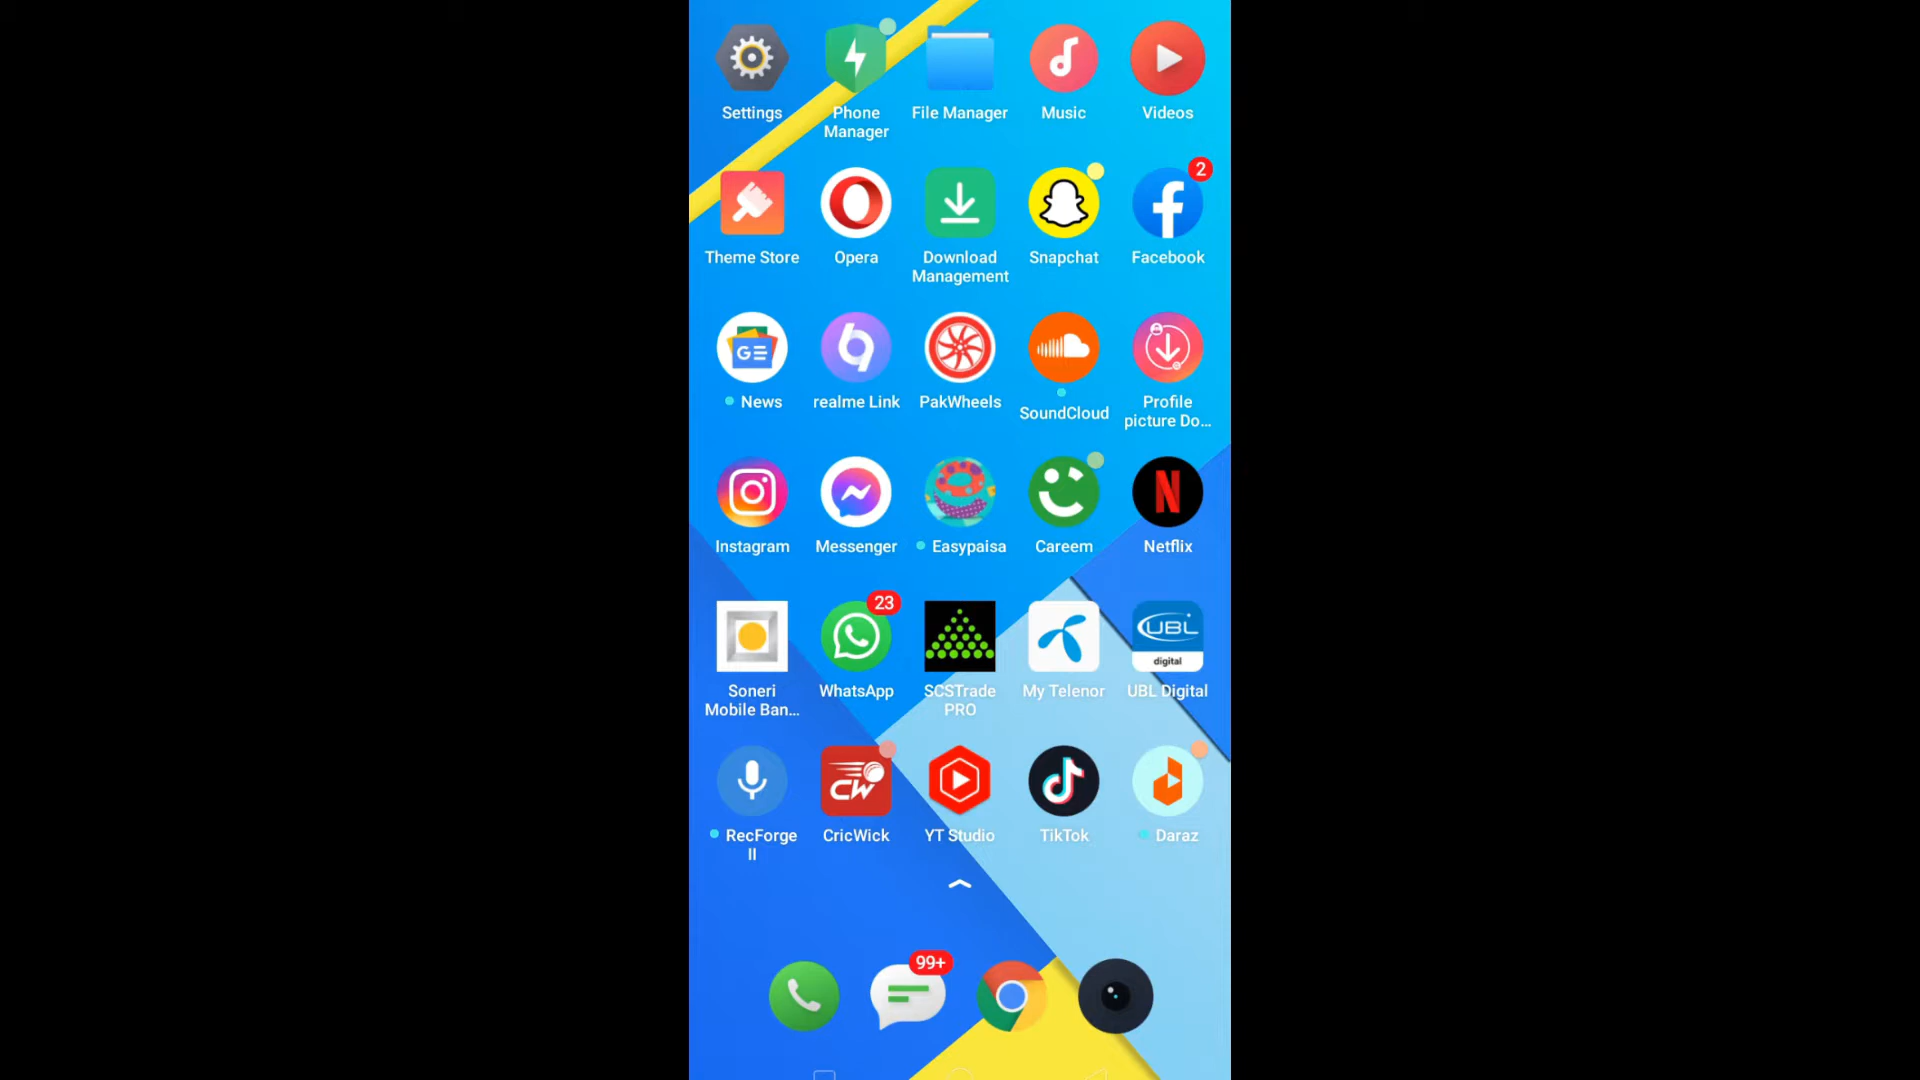 Settings
Phone
Manager
File Manager
Music
Videos
2
Theme Store
Opera
Download
Management
Snapchat
Facebook
GE
News
realme Link
PakWheels
SoundCloud
Profile
picture Do...
Instagram
Messenger
Easypaisa
Careem
N
Netflix
23
UBL
digital
Soneri
Mobile Ban...
WhatsApp
SCSTrade
PRO
My Telenor
UBL Digital
CW
RecForge
II
CricWick
YT Studio
TikTok
Daraz
99+